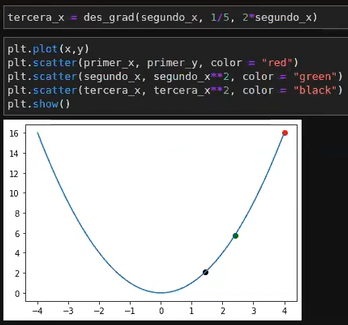 tercera_x = des_grad(segundo_x, 1/5, 2*segundo_x)
plt.plot(x,y)
plt.scatter(primer_x, primer_y, color = "red")
plt.scatter(segundo_x, segundo_x**2, color = "green")
plt.scatter(tercera_x, tercera_x**2, color = "black")
plt.show()
16
14
12
10
8
6
4
2
0
−4 −3 −2 −1 0 1 2 3 4